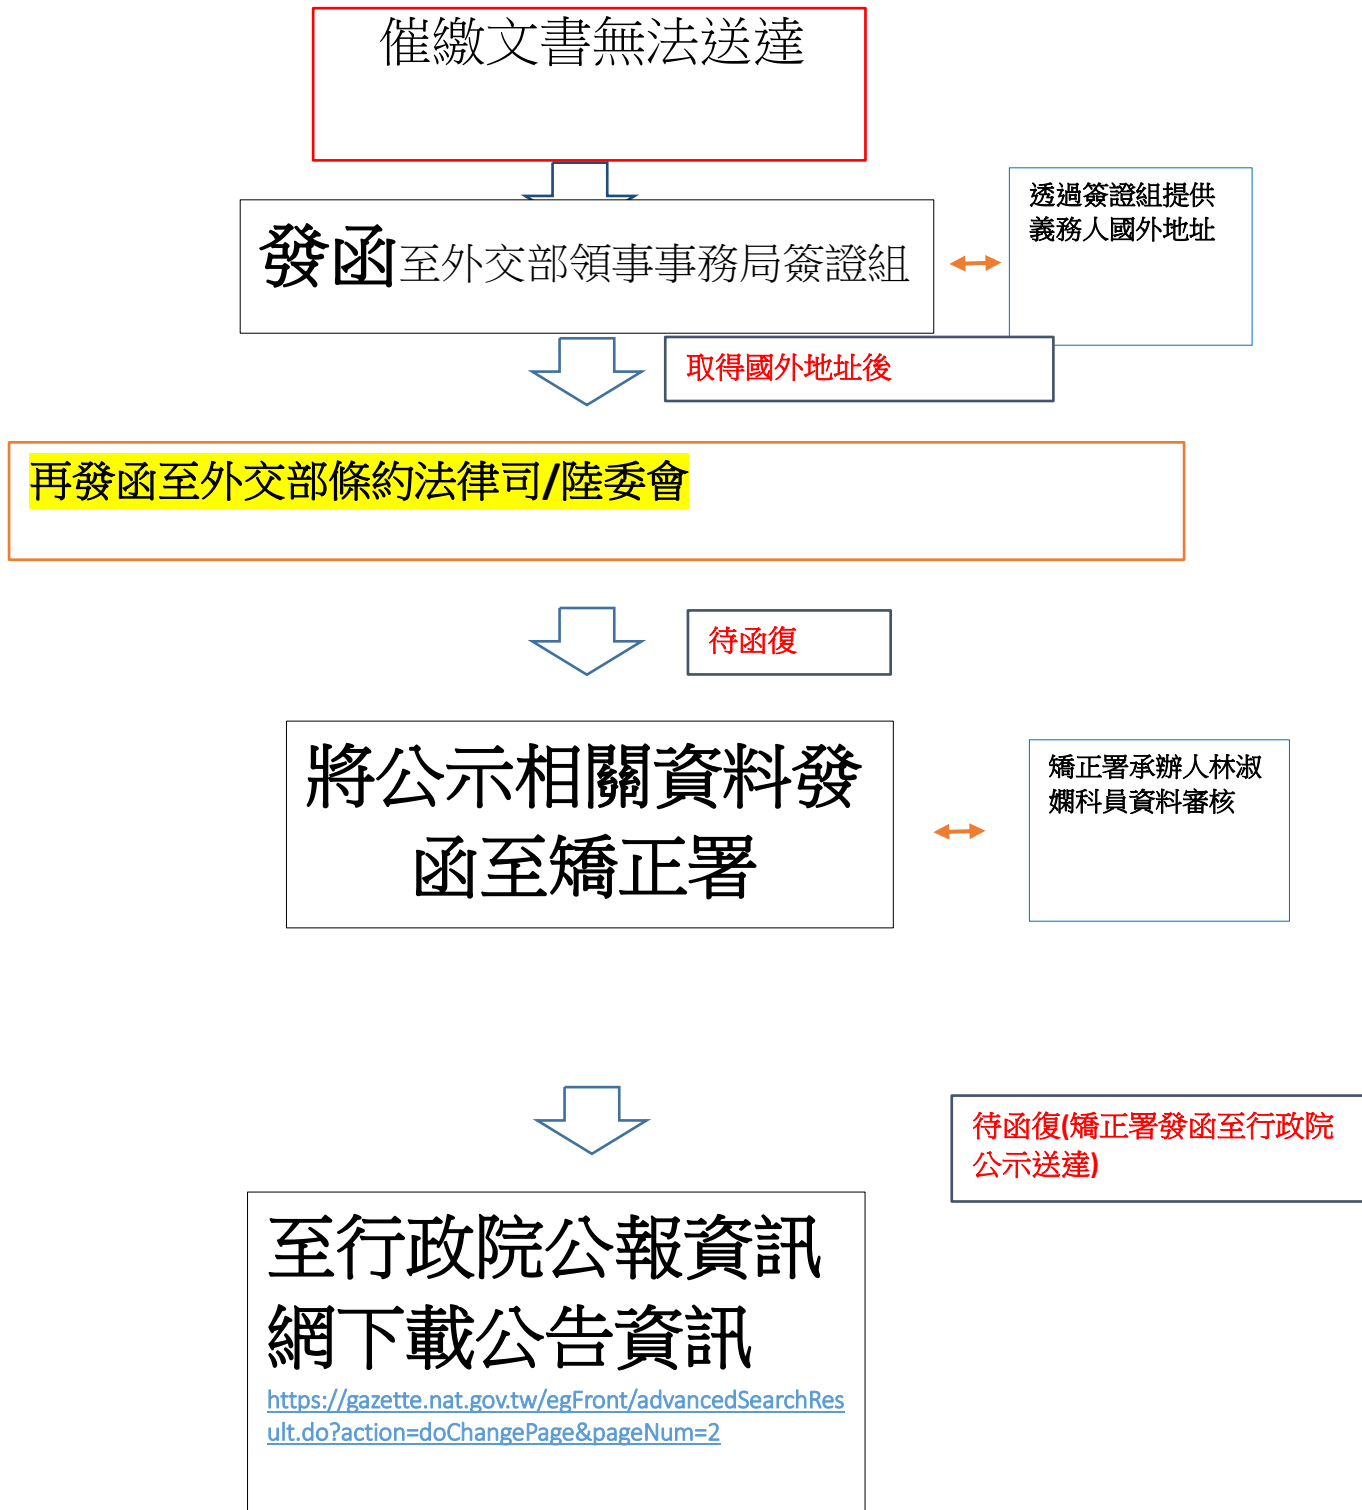 催繳文書無法送達
發函至外交部領事事務局簽證組
透過簽證組提供
義務人國外地址
取得國外地址後
再發函至外交部條約法律司/陸委會
待函復
將公示相關資料發
函至矯正署
矯正署承辦人林淑
嫻科員資料審核
待函復(矯正署發函至行政院
公示送達)
至行政院公報資訊
網下載公告資訊
https://gazette.nat.gov.tw/egFront/advancedSearchRes
ult.do?action=doChangePage&pageNum=2